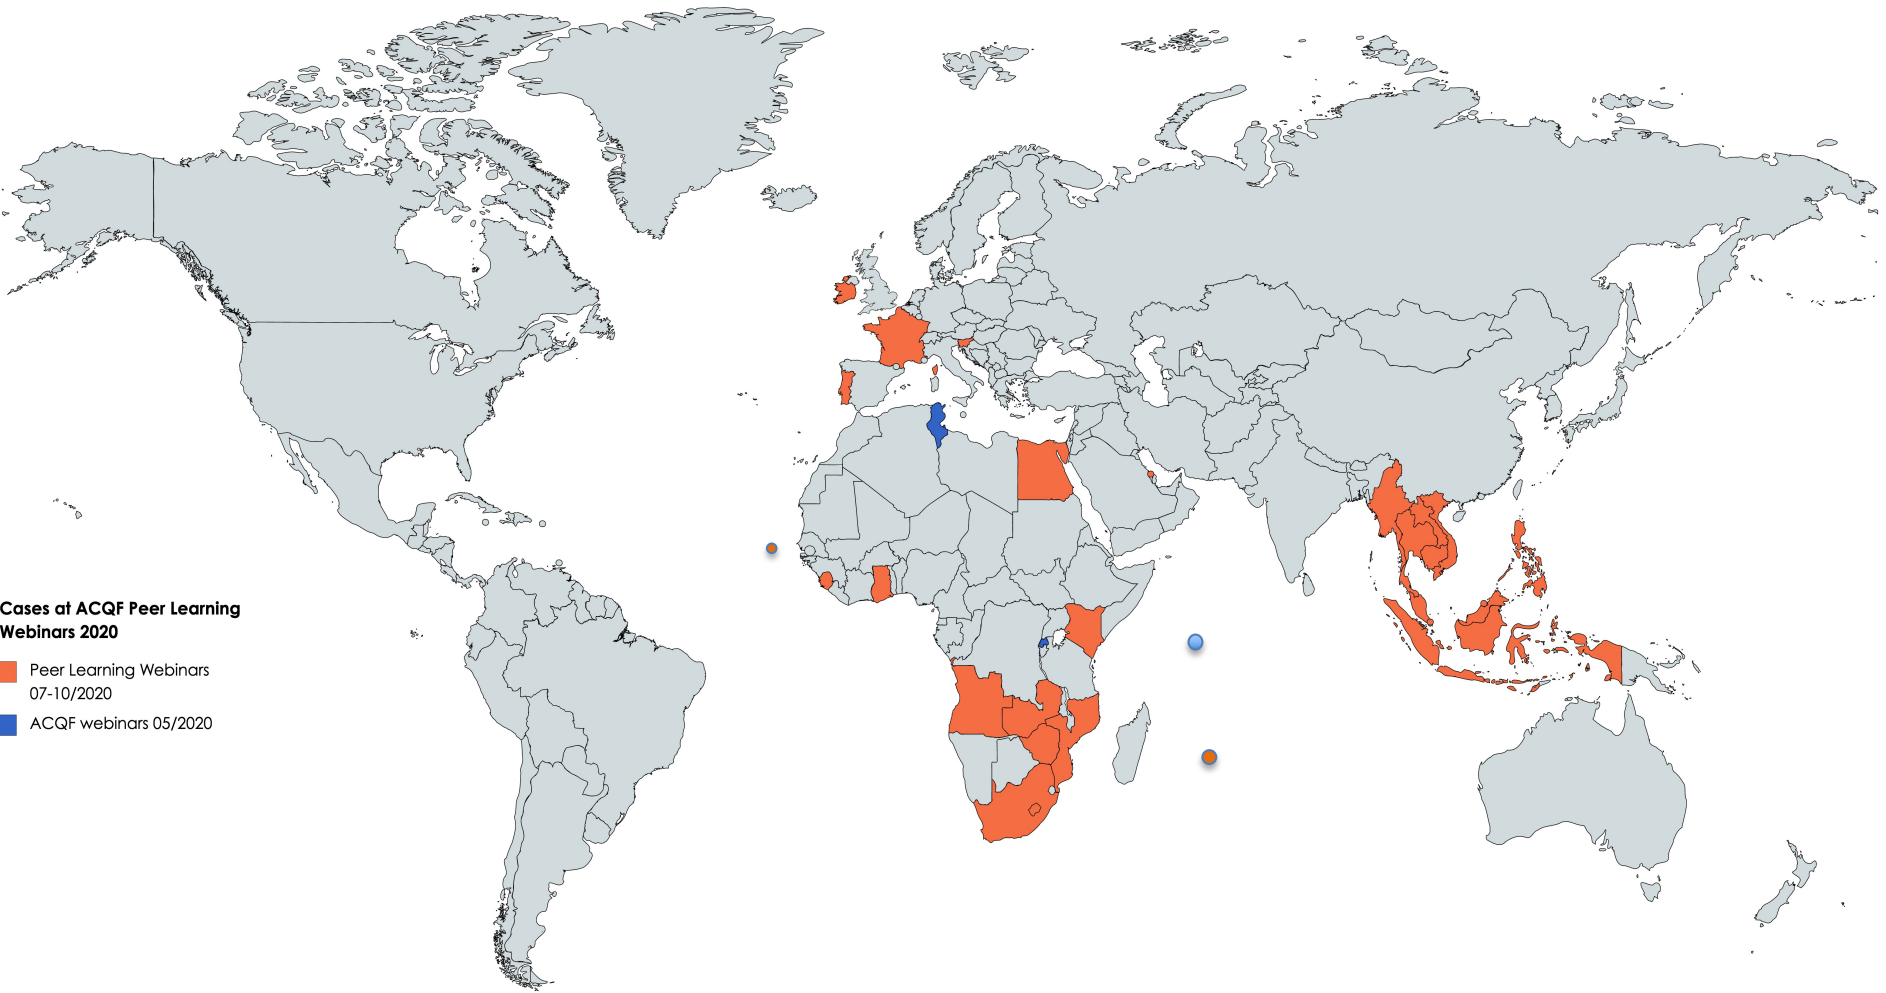 Cases at ACQF Peer Learning
Webinars 2020
Peer Learning Webinars
07-10/2020
ACQF webinars 05/2020